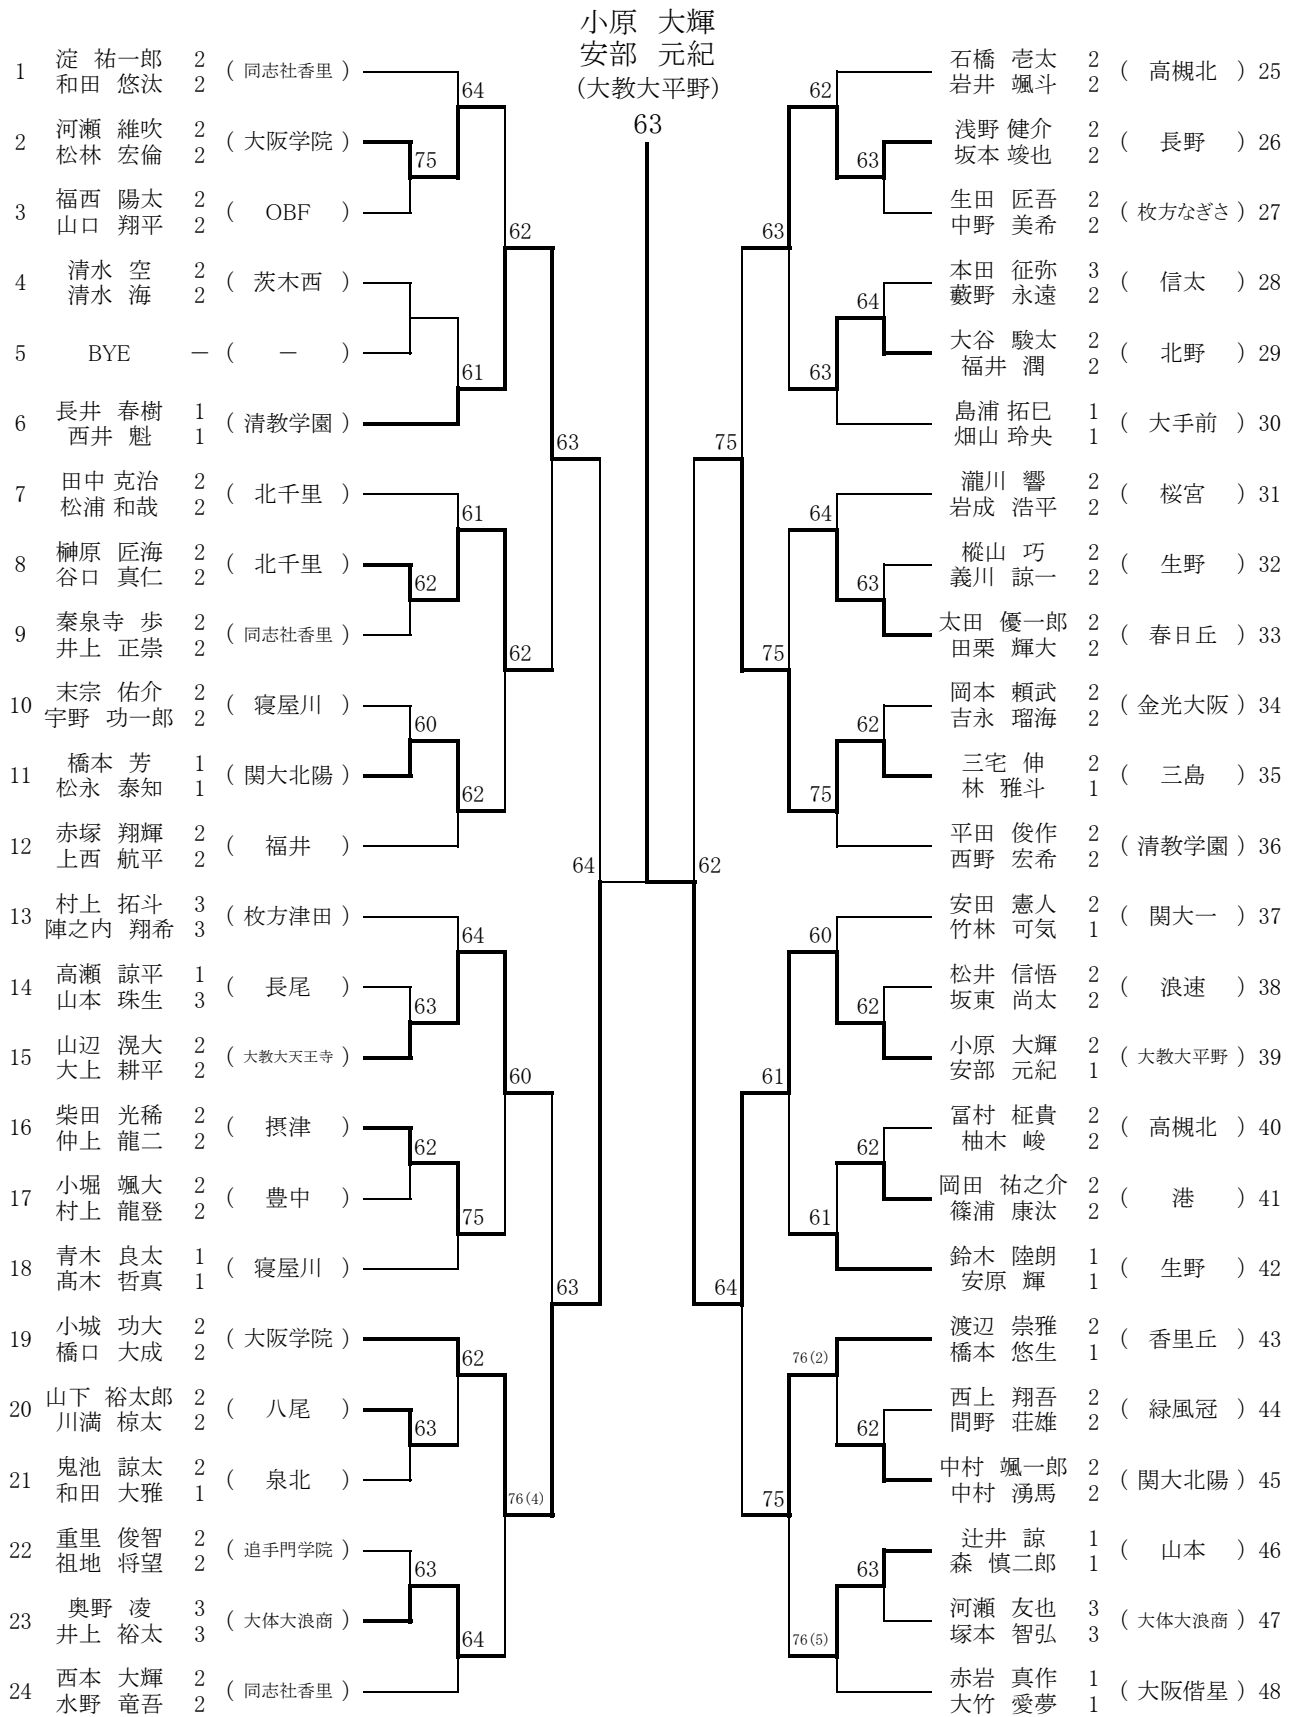 小原 大輝
安部 元紀
(大教大平野)
63
1 淀 祐一郎 2 ( 同志社香里 )
和田 悠汰 2
64
2 河瀬 維吹 2 ( 大阪学院 )
松林 宏倫 2
75
3 福西 陽太 2 ( OBF )
山口 翔平 2
62
4 清水 空 2 ( 茨木西 )
清水 海 2
5 BYE － ( － )
61
6 長井 春樹 1 ( 清教学園 )
西井 魁 1
63
7 田中 克治 2 ( 北千里 )
松浦 和哉 2
61
8 榊原 匠海 2 ( 北千里 )
谷口 真仁 2
62
9 秦泉寺 歩 2 ( 同志社香里 )
井上 正崇 2
62
10 末宗 佑介 2 ( 寝屋川 )
宇野 功一郎 2
60
11 橋本 芳 1 ( 関大北陽 )
松永 泰知 1
62
12 赤塚 翔輝 2 ( 福井 )
上西 航平 2
64
13 村上 拓斗 3 ( 枚方津田 )
陣之内 翔希 3
64
14 高瀬 諒平 1 ( 長尾 )
山本 珠生 3
63
15 山辺 滉大 2 ( 大教大天王寺 )
大上 耕平 2
60
16 柴田 光稀 2 ( 摂津 )
仲上 龍二 2
62
17 小堀 颯大 2 ( 豊中 )
村上 龍登 2
75
18 青木 良太 1 ( 寝屋川 )
髙木 哲真 1
63
19 小城 功大 2 ( 大阪学院 )
橋口 大成 2
62
20 山下 裕太郎 2 ( 八尾 )
川満 椋太 2
63
21 鬼池 諒太 2 ( 泉北 )
和田 大雅 1
76(4)
22 重里 俊智 2 ( 追手門学院 )
祖地 将望 2
63
23 奥野 凌 3 ( 大体大浪商 )
井上 裕太 3
64
24 西本 大輝 2 ( 同志社香里 )
水野 竜吾 2
石橋 壱太 2 ( 高槻北 ) 25
岩井 颯斗 2
62
浅野 健介 2 ( 長野 ) 26
坂本 竣也 2
63
生田 匠吾 2 ( 枚方なぎさ ) 27
中野 美希 2
63
本田 征弥 3 ( 信太 ) 28
藪野 永遠 2
64
大谷 駿太 2 ( 北野 ) 29
福井 潤 2
63
島浦 拓巳 1 ( 大手前 ) 30
畑山 玲央 1
75
瀧川 響 2 ( 桜宮 ) 31
岩成 浩平 2
64
樅山 巧 2 ( 生野 ) 32
義川 諒一 2
63
太田 優一郎 2 ( 春日丘 ) 33
田栗 輝大 2
75
岡本 頼武 2 ( 金光大阪 ) 34
吉永 瑠海 2
62
三宅 伸 2 ( 三島 ) 35
林 雅斗 1
75
平田 俊作 2 ( 清教学園 ) 36
西野 宏希 2
62
安田 憲人 2 ( 関大一 ) 37
竹林 可気 1
60
松井 信悟 2 ( 浪速 ) 38
坂東 尚太 2
62
小原 大輝 2 ( 大教大平野 ) 39
安部 元紀 1
61
冨村 柾貴 2 ( 高槻北 ) 40
柚木 峻 2
62
岡田 祐之介 2 ( 港 ) 41
篠浦 康汰 2
61
鈴木 陸朗 1 ( 生野 ) 42
安原 輝 1
64
渡辺 崇雅 2 ( 香里丘 ) 43
橋本 悠生 1
76(2)
西上 翔吾 2 ( 緑風冠 ) 44
間野 荘雄 2
62
中村 颯一郎 2 ( 関大北陽 ) 45
中村 湧馬 2
75
辻井 諒 1 ( 山本 ) 46
森 慎二郎 1
63
河瀬 友也 3 ( 大体大浪商 ) 47
塚本 智弘 3
76(5)
赤岩 真作 1 ( 大阪偕星 ) 48
大竹 愛夢 1